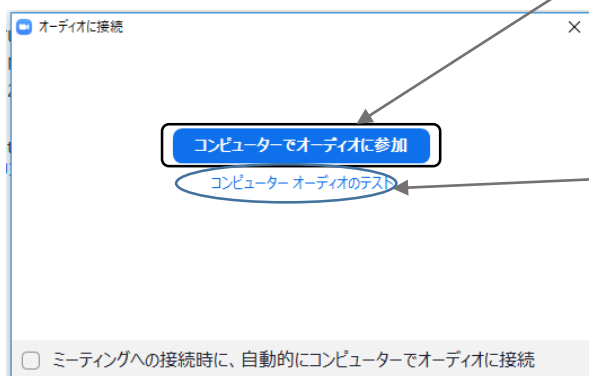 オーディオに接続
コンピューターでオーディオに参加
コンピューター オーディオのテスト
ミーティングへの接続時に、自動的にコンピューターでオーディオに接続